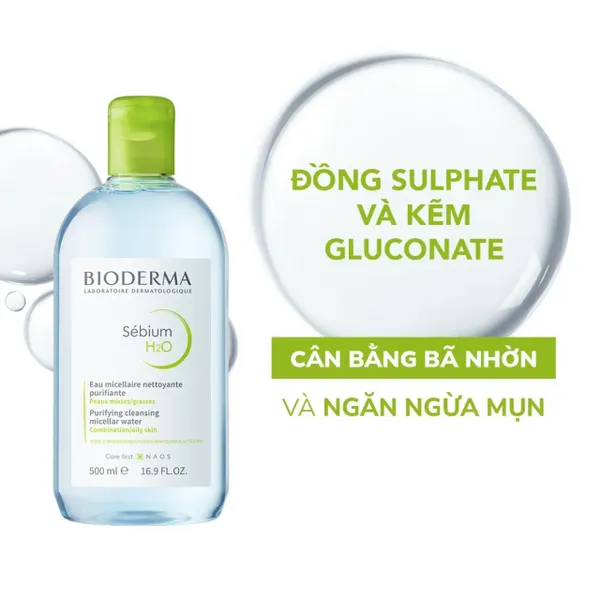 BIODERMA
LABORATOIRE DERMATOLOGIQUE
Sébium
H₂O
Eau micellaire nettoyante
purifiante
Peaux mixtes/grasses
Purifying cleansing
micellar water
Combination/oily skin
Care first NAOS
500 ml ℮ 16.9 FL.OZ.
ĐỒNG SULPHATE
VÀ KẼM
GLUCONATE
CÂN BẰNG BÃ NHỜN
VÀ NGĂN NGỪA MỤN